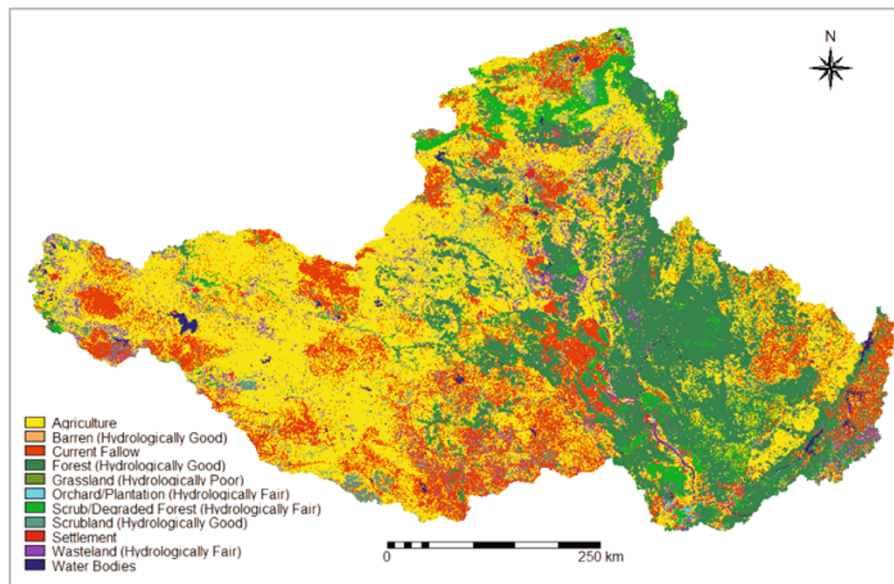 N
Agriculture
Barren (Hydrologically Good)
Current Fallow
Forest (Hydrologically Good)
Grassland (Hydrologically Poor)
Orchard/Plantation (Hydrologically Fair)
Scrub/Degraded Forest (Hydrologically Fair)
Scrubland (Hydrologically Good)
Settlement
Wasteland (Hydrologically Fair)
Water Bodies
0 250 km